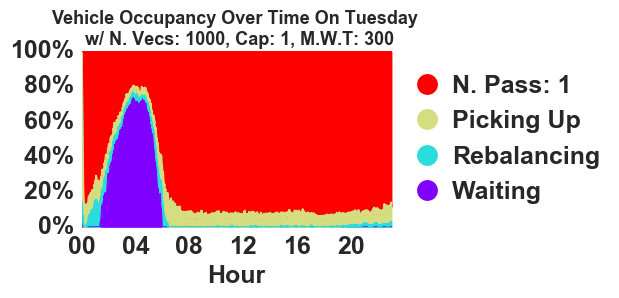 Vehicle Occupancy Over Time On Tuesday
w/ N. Vecs: 1000, Cap: 1, M.W.T: 300
100%
80%
60%
40%
20%
0%
00 04 08 12 16 20
Hour
N. Pass: 1
Picking Up
Rebalancing
Waiting